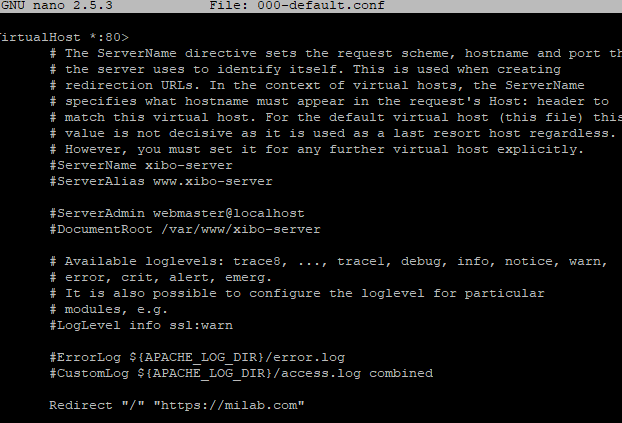 GNU nano 2.5.3 File: 000-default.conf
irtualHost *:80>
# The ServerName directive sets the request scheme, hostname and port th
# the server uses to identify itself. This is used when creating
# redirection URLs. In the context of virtual hosts, the ServerName
# specifies what hostname must appear in the request's Host: header to
# match this virtual host. For the default virtual host (this file) this
# value is not decisive as it is used as a last resort host regardless.
# However, you must set it for any further virtual host explicitly.
#ServerName xibo-server
#ServerAlias www.xibo-server
#ServerAdmin webmaster@localhost
#DocumentRoot /var/www/xibo-server
# Available loglevels: trace8, ..., trace1, debug, info, notice, warn,
# error, crit, alert, emerg.
# It is also possible to configure the loglevel for particular
# modules, e.g.
#LogLevel info ssl:warn
#ErrorLog ${APACHE_LOG_DIR}/error.log
#CustomLog ${APACHE_LOG_DIR}/access.log combined
Redirect "/" "https://milab.com"